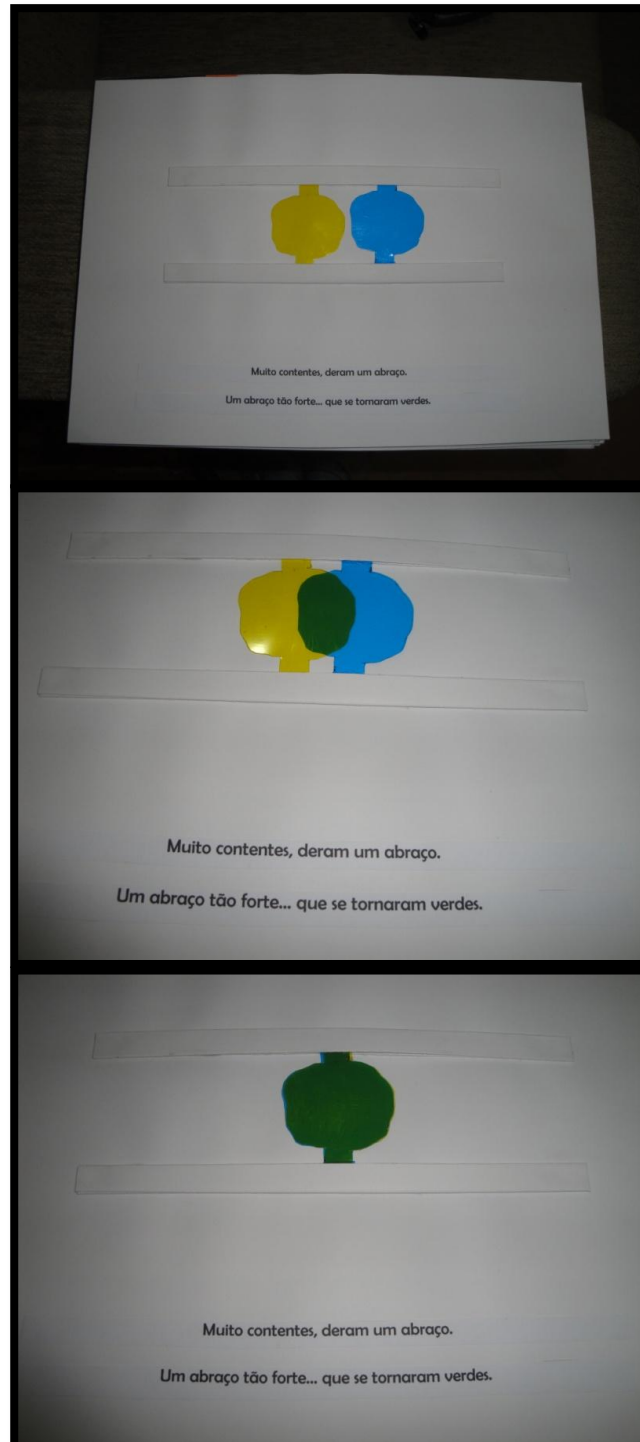 Muito contentes, deram um abraço.
Um abraço tão forte... que se tornaram verdes.
Muito contentes, deram um abraço.
Um abraço tão forte... que se tornaram verdes.
Muito contentes, deram um abraço.
Um abraço tão forte... que se tornaram verdes.